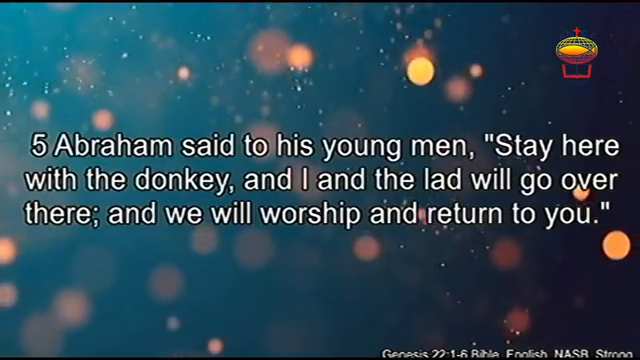 5 Abraham said to his young men, "Stay here
with the donkey, and I and the lad will go over
there; and we will worship and return to you."
Genesis 22:1-6 Bible, English, NASB, Strong